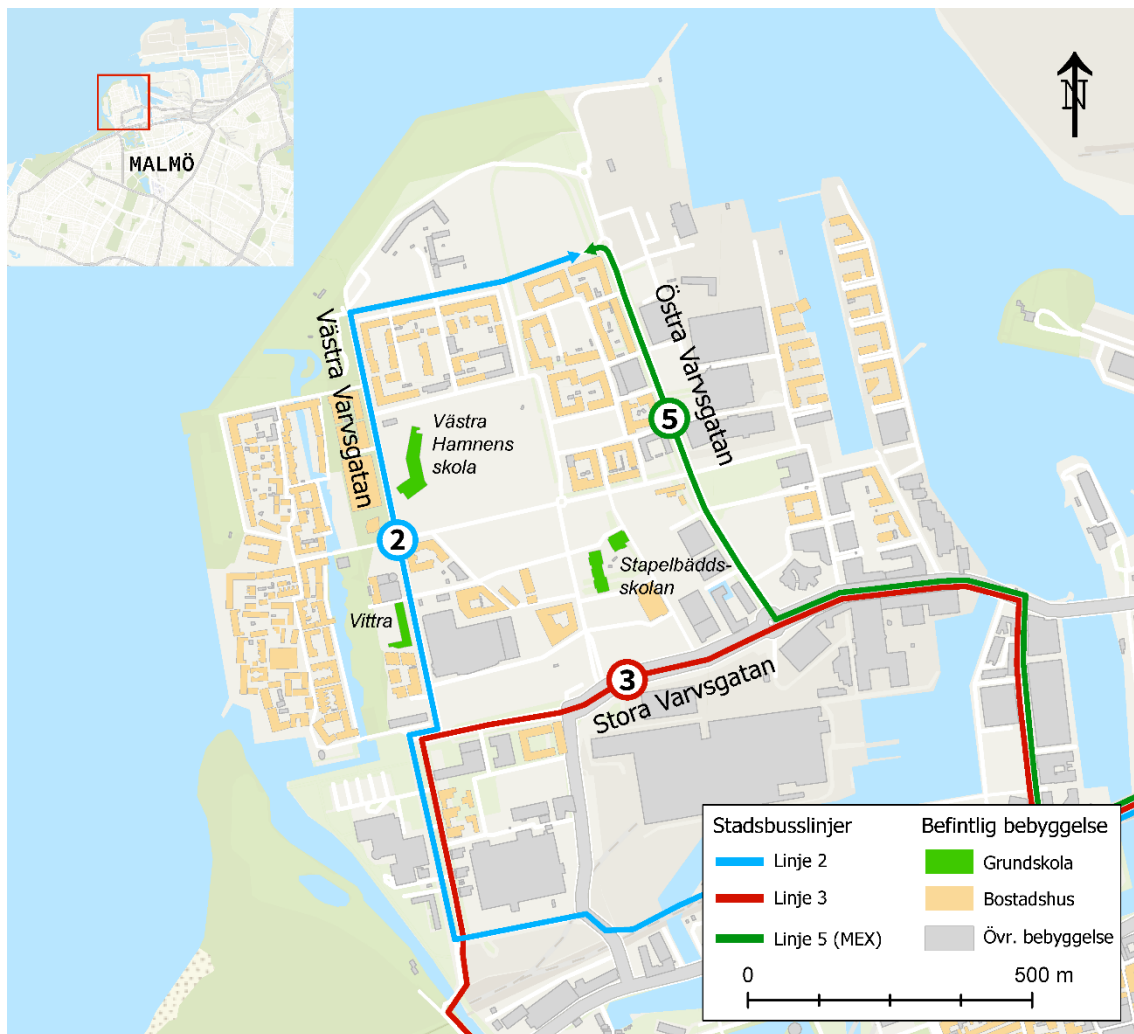 MALMÖ
N
Västra Varvsgatan
Östra Varvsgatan
5
Västra
Hamnens
skola
2
Stapelbädds-
skolan
Vittra
3
Stora Varvsgatan
Stadsbusslinjer
Linje 2
Linje 3
Linje 5 (MEX)
Befintlig bebyggelse
Grundskola
Bostadshus
Övr. bebyggelse
0
500 m